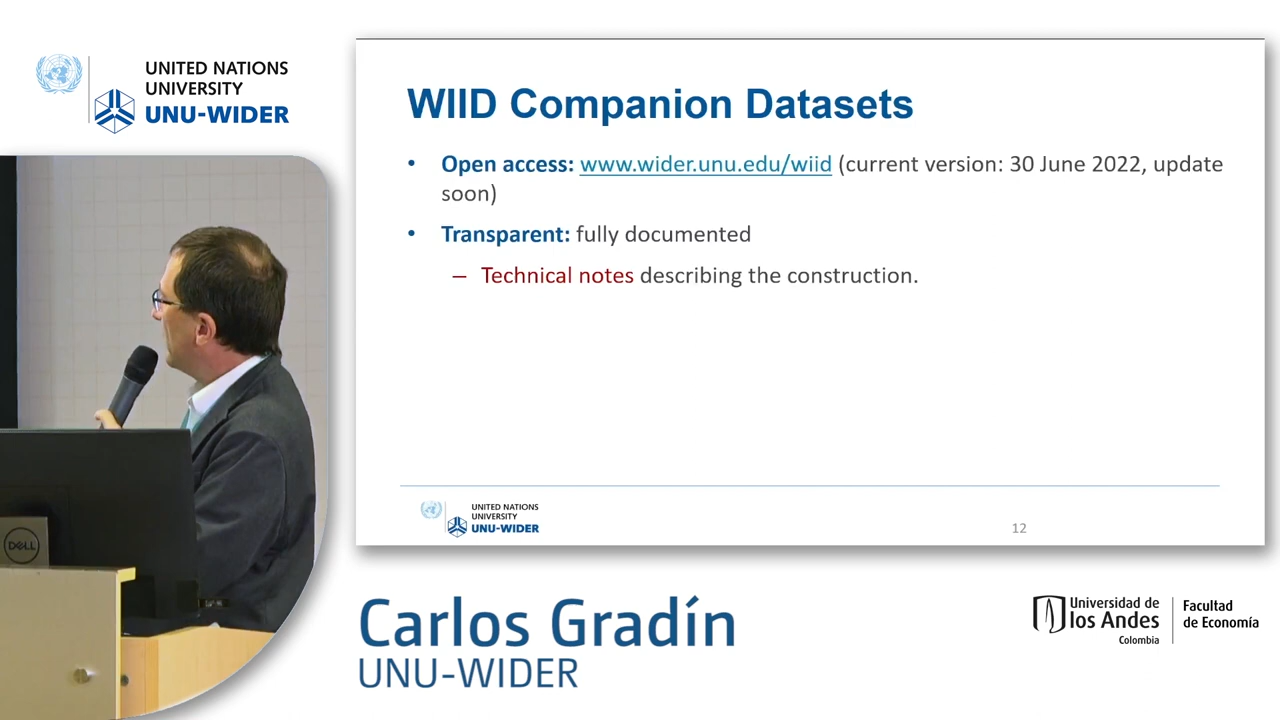 UNITED NATIONS
UNIVERSITY
UNU-WIDER
WIID Companion Datasets
• Open access: www.wider.unu.edu/wiid (current version: 30 June 2022, update
soon)
• Transparent: fully documented
– Technical notes describing the construction.
UNITED NATIONS
UNIVERSITY
UNU-WIDER
12
DELL
Carlos Gradín
UNU-WIDER
Universidad de
los Andes
Colombia
Facultad
de Economía